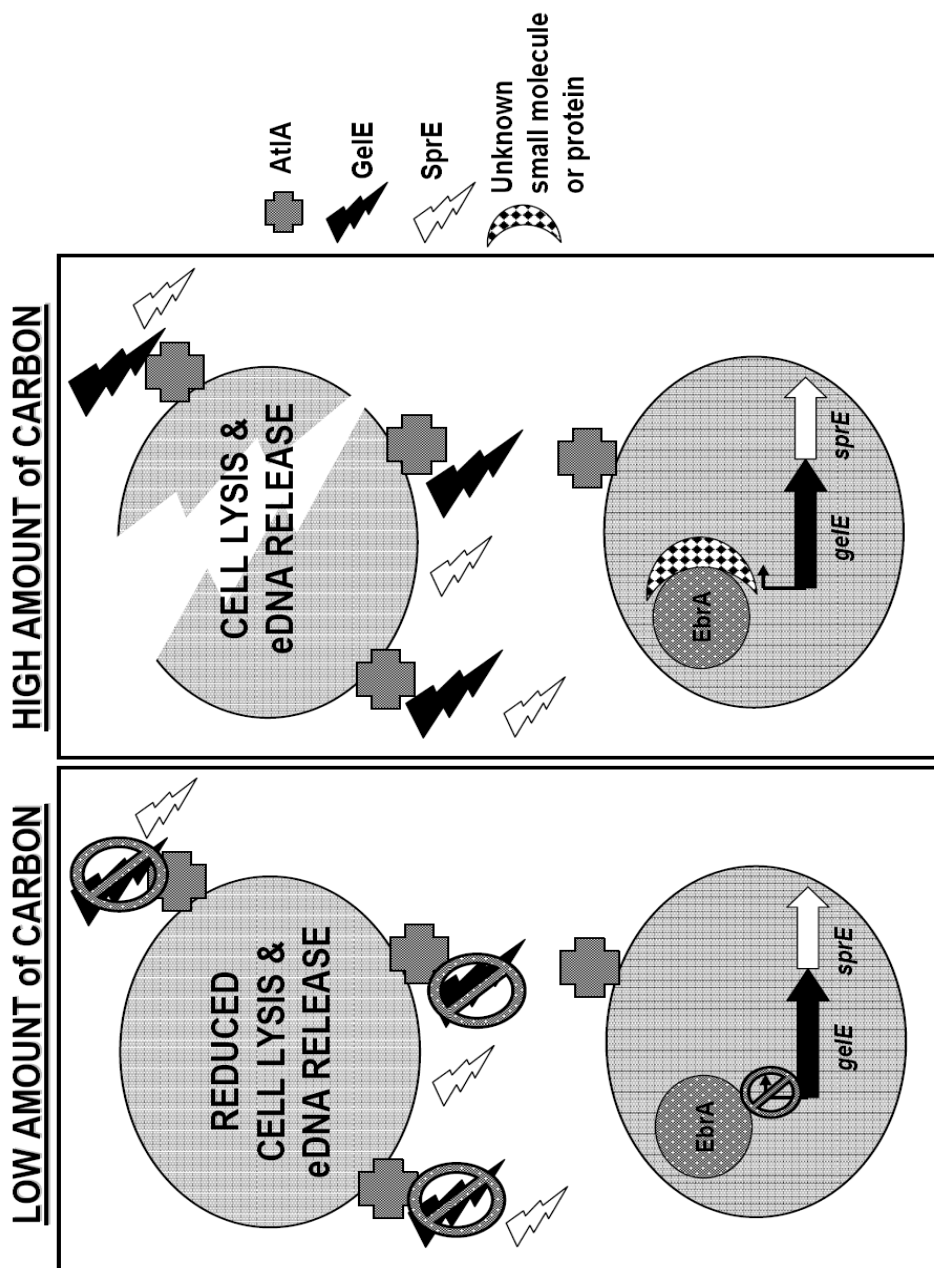 LOW AMOUNT of CARBON
REDUCED
CELL LYSIS &
eDNA RELEASE
EbrA
gelE
sprE
HIGH AMOUNT of CARBON
CELL LYSIS &
eDNA RELEASE
EbrA
gelE
sprE
AtlA
GelE
SprE
Unknown
small molecule
or protein